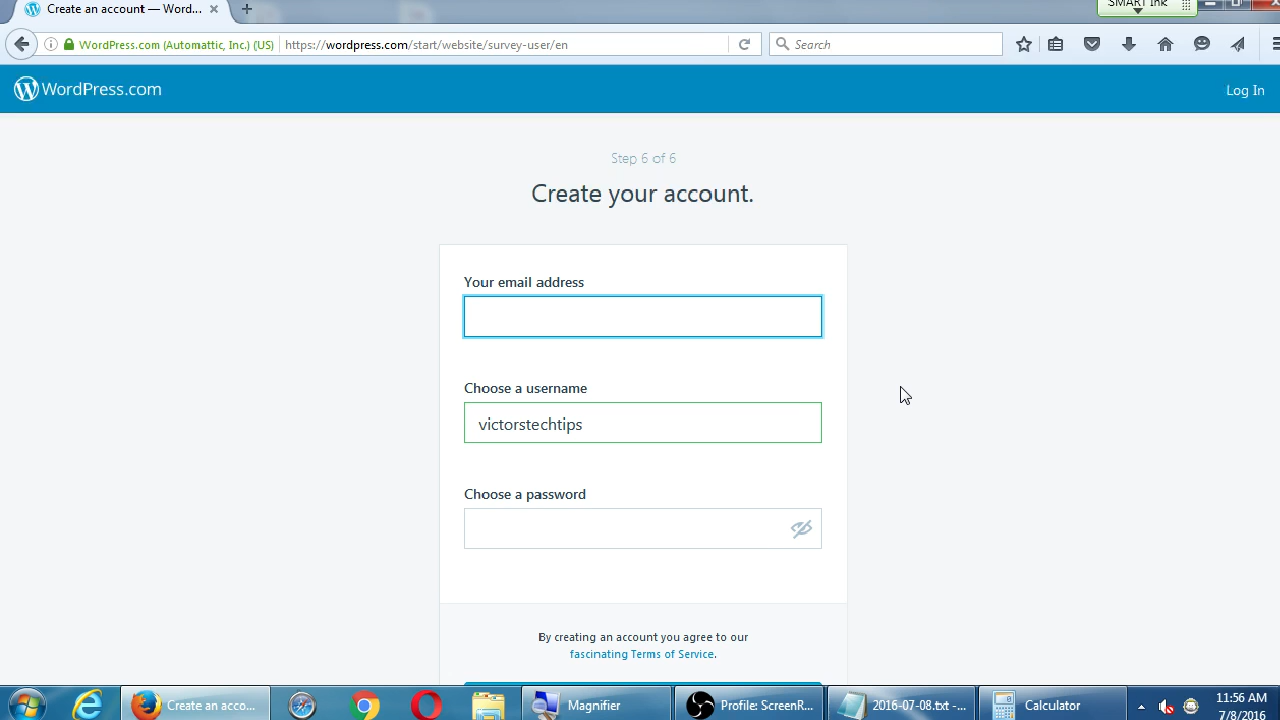 Create an account — Word...
SMART Ink
WordPress.com (Automattic, Inc.) (US)
https://wordpress.com/start/website/survey-user/en
Search
WordPress.com
Log In
Step 6 of 6
Create your account.
Your email address
Choose a username
victorstechtips
Choose a password
By creating an account you agree to our
fascinating Terms of Service.
Create an acco...
Magnifier
Profile: ScreenR...
2016-07-08.txt -...
Calculator
11:56 AM
7/8/2016